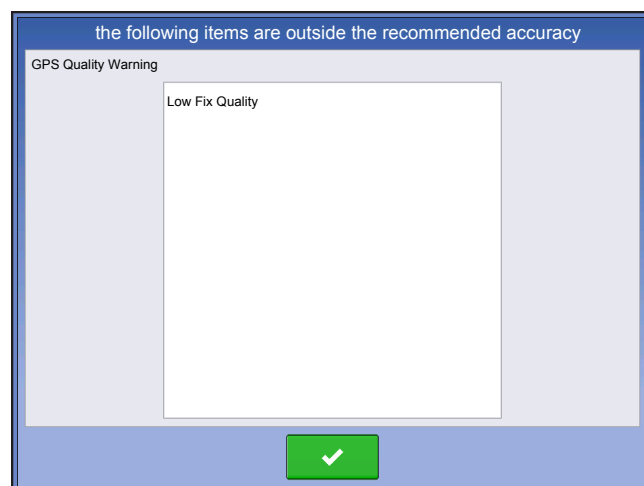 the following items are outside the recommended accuracy
GPS Quality Warning
Low Fix Quality